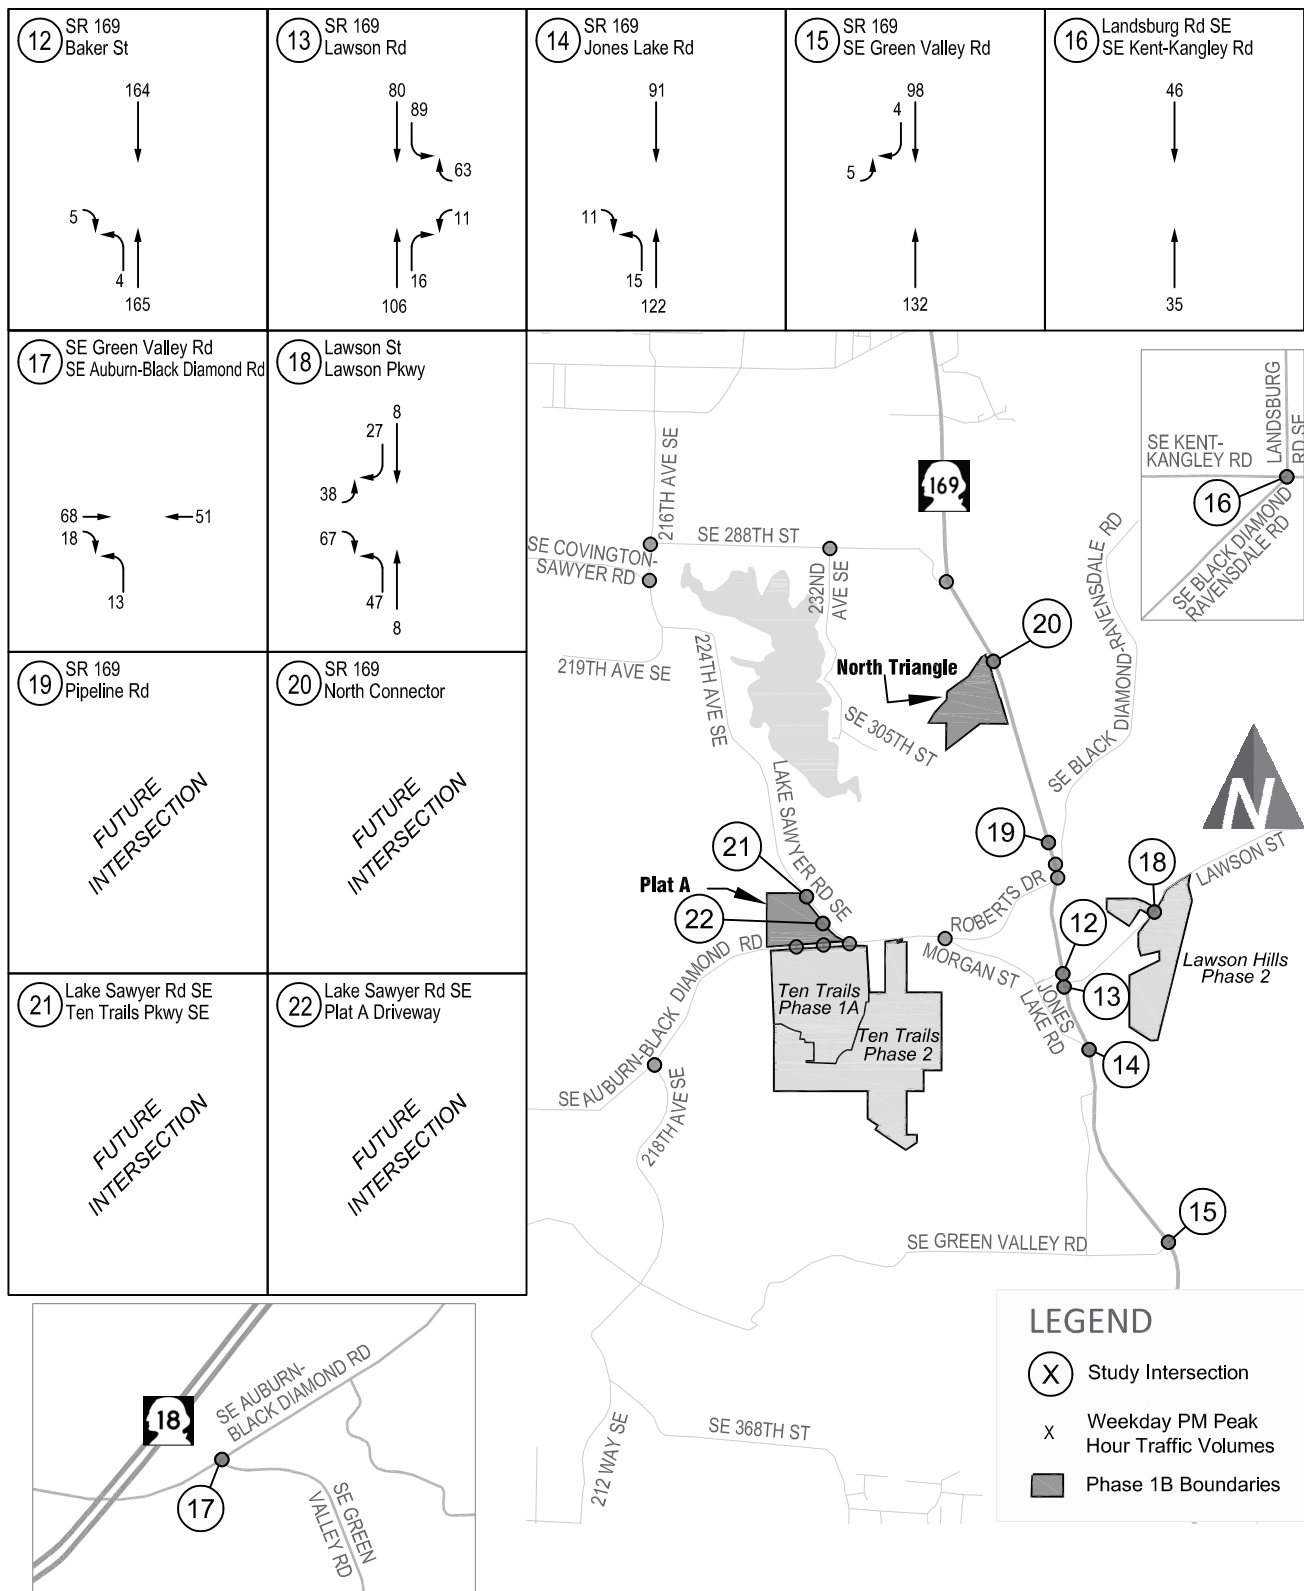 12
SR 169
Baker St
164
5
4
165
13
SR 169
Lawson Rd
80
89
63
11
16
106
14
SR 169
Jones Lake Rd
91
11
15
122
15
SR 169
SE Green Valley Rd
98
4
5
132
16
Landsburg Rd SE
SE Kent-Kangley Rd
46
35
17
SE Green Valley Rd
SE Auburn-Black Diamond Rd
68
51
18
13
18
Lawson St
Lawson Pkwy
8
27
38
67
47
8
19
SR 169
Pipeline Rd
FUTURE
INTERSECTION
20
SR 169
North Connector
FUTURE
INTERSECTION
21
Lake Sawyer Rd SE
Ten Trails Pkwy SE
FUTURE
INTERSECTION
22
Lake Sawyer Rd SE
Plat A Driveway
FUTURE
INTERSECTION
216TH AVE SE
SE 288TH ST
SE COVINGTON-
SAWYER RD
232ND
AVE SE
169
219TH AVE SE
224TH AVE SE
North Triangle
SE 305TH ST
20
SE BLACK DIAMOND-RAVENSDALE RD
LAKE SAWYER RD SE
SE KENT-
KANGLEY RD
LANDSBURG
RD SE
16
SE BLACK DIAMOND
RAVENSDALE RD
N
19
21
Plat A
22
ROBERTS DR
18
LAWSON ST
12
MORGAN ST
13
JONES
LAKE RD
14
Lawson Hills
Phase 2
Ten Trails
Phase 1A
Ten Trails
Phase 2
SE AUBURN-BLACK DIAMOND RD
218TH AVE SE
15
SE GREEN VALLEY RD
212 WAY SE
SE 368TH ST
18
SE AUBURN-
BLACK DIAMOND RD
17
SE GREEN
VALLEY RD
LEGEND
X Study Intersection
X Weekday PM Peak
Hour Traffic Volumes
Phase 1B Boundaries